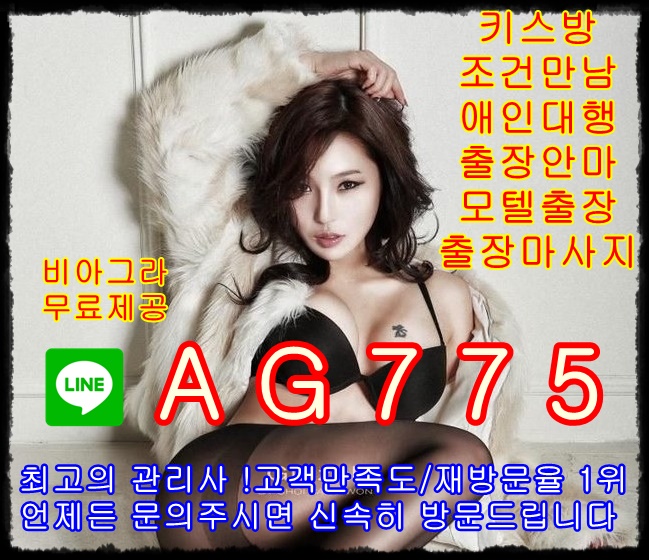 키스방
조건만남
애인대행
출장안마
모텔출장
출장마사지
비아그라
무료제공
LINE
AG775
최고의 관리사 !고객만족도/재방문율 1위
언제든 문의주시면 신속히 방문드립니다